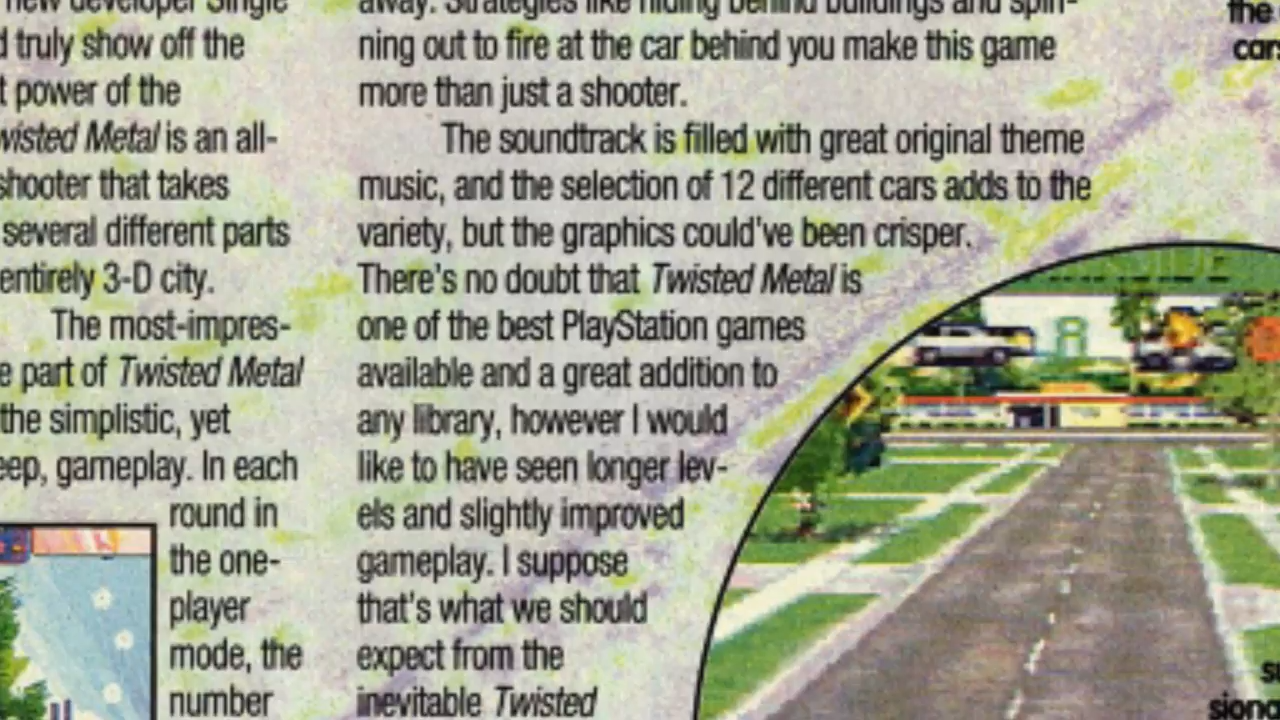 new developer Single
truly show off the
power of the
Twisted Metal is an all-
shooter that takes
several different parts
entirely 3-D city.
The most-impres-
part of Twisted Metal
the simplistic, yet
gameplay. In each
round in
the one-
player
mode, the
number
away. Strategies like hiding behind buildings and spin-
ning out to fire at the car behind you make this game
more than just a shooter.
The soundtrack is filled with great original theme
music, and the selection of 12 different cars adds to the
variety, but the graphics could've been crisper.
There's no doubt that Twisted Metal is
one of the best PlayStation games
available and a great addition to
any library, however I would
like to have seen longer lev-
els and slightly improved
gameplay. I suppose
that's what we should
expect from the
inevitable Twisted
the
cars